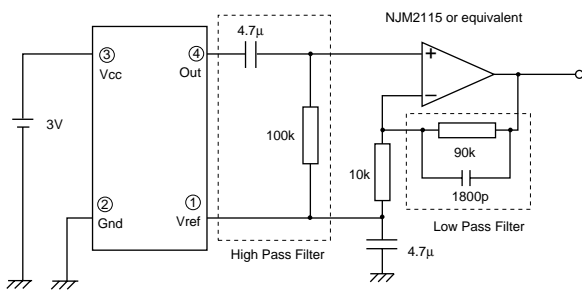 NJM2115 or equivalent
4.7μ
③
Vcc
④
Out
+
−
3V
100k
10k
90k
1800p
②
Gnd
①
Vref
Low Pass Filter
4.7μ
High Pass Filter